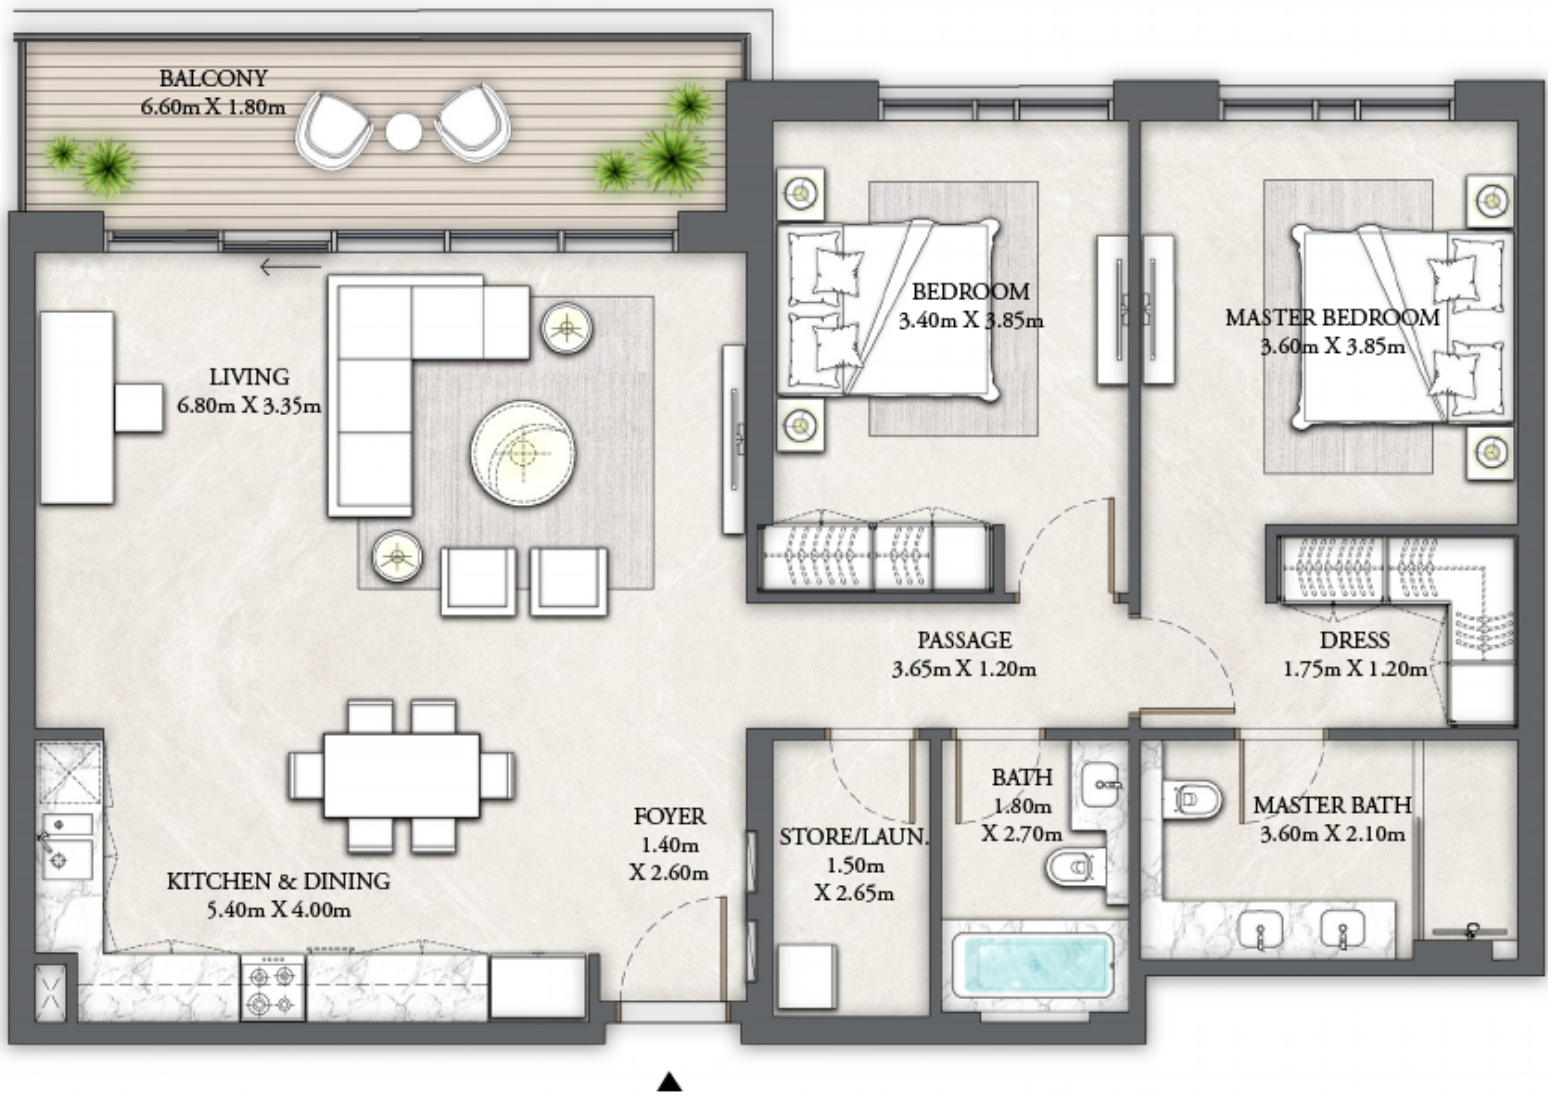 BALCONY
6.60m X 1.80m
BEDROOM
3.40m X 3.85m
MASTER BEDROOM
3.60m X 3.85m
LIVING
6.80m X 3.35m
PASSAGE
3.65m X 1.20m
DRESS
1.75m X 1.20m
FOYER
1.40m
X 2.60m
STORE/LAUN.
1.50m
X 2.65m
BATH
1.80m
X 2.70m
MASTER BATH
3.60m X 2.10m
KITCHEN & DINING
5.40m X 4.00m